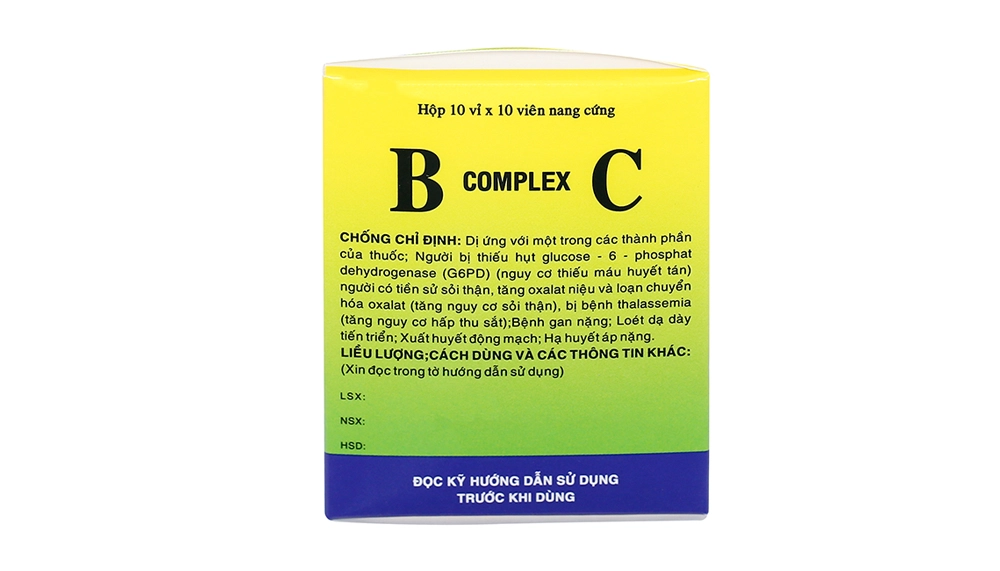 Hộp 10 vỉ x 10 viên nang cứng
B COMPLEX C
CHỐNG CHỈ ĐỊNH: Dị ứng với một trong các thành phần
của thuốc; Người bị thiếu hụt glucose - 6 - phosphat
dehydrogenase (G6PD) (nguy cơ thiếu máu huyết tán)
người có tiền sử sỏi thận, tăng oxalat niệu và loạn chuyển
hóa oxalat (tăng nguy cơ sỏi thận), bị bệnh thalassemia
(tăng nguy cơ hấp thu sắt);Bệnh gan nặng; Loét dạ dày
tiến triển; Xuất huyết động mạch; Hạ huyết áp nặng.
LIỀU LƯỢNG;CÁCH DÙNG VÀ CÁC THÔNG TIN KHÁC:
(Xin đọc trong tờ hướng dẫn sử dụng)
LSX:
NSX:
HSD:
ĐỌC KỸ HƯỚNG DẪN SỬ DỤNG
TRƯỚC KHI DÙNG